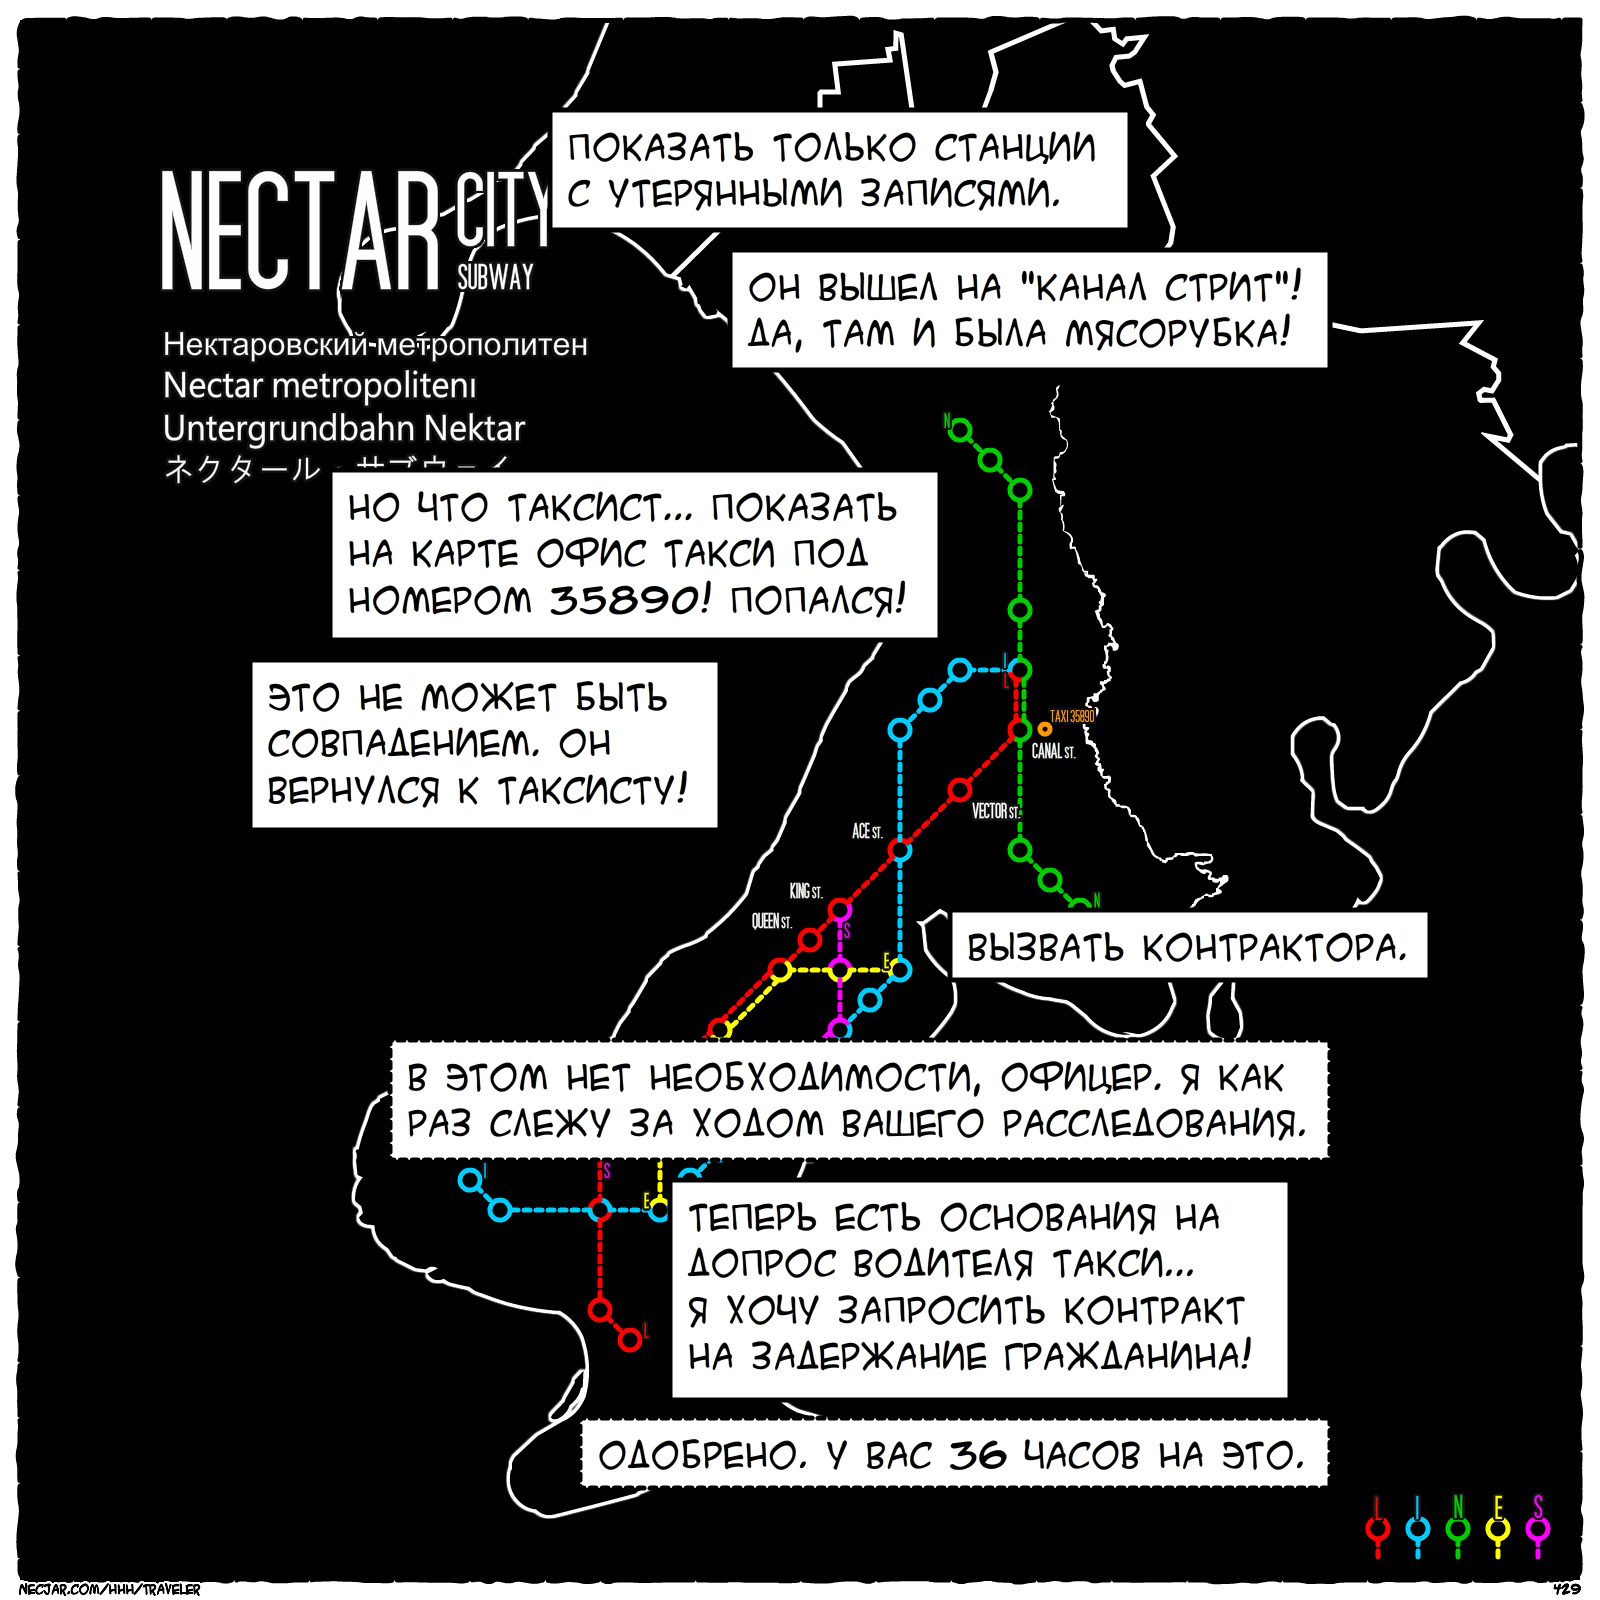 ПОКАЗАТЬ ТОЛЬКО СТАНЦИИ
С УТЕРЯННЫМИ ЗАПИСЯМИ.
NECTAR CITY
SUBWAY
ОН ВЫШЕЛ НА "КАНАЛ СТРИТ"!
ДА, ТАМ И БЫЛА МЯСОРУБКА!
Нектаровский-метрополитен
Nectar metropoliteni
Untergrundbahn Nektar
ネクタール・サブウェイ
N
НО ЧТО ТАКСИСТ... ПОКАЗАТЬ
НА КАРТЕ ОФИС ТАКСИ ПОД
НОМЕРОМ 35890! ПОПАЛСЯ!
ЭТО НЕ МОЖЕТ БЫТЬ
СОВПАДЕНИЕМ. ОН
ВЕРНУЛСЯ К ТАКСИСТУ!
I
L
TAXI 35890
CANAL ST.
VECTOR ST.
ACE ST.
KING ST.
QUEEN ST.
S
E
N
ВЫЗВАТЬ КОНТРАКТОРА.
В ЭТОМ НЕТ НЕОБХОДИМОСТИ, ОФИЦЕР. Я КАК
РАЗ СЛЕЖУ ЗА ХОДОМ ВАШЕГО РАССЛЕДОВАНИЯ.
I
S
E
L
ТЕПЕРЬ ЕСТЬ ОСНОВАНИЯ НА
ДОПРОС ВОДИТЕЛЯ ТАКСИ...
Я ХОЧУ ЗАПРОСИТЬ КОНТРАКТ
НА ЗАДЕРЖАНИЕ ГРАЖДАНИНА!
ОДОБРЕНО. У ВАС 36 ЧАСОВ НА ЭТО.
L I N E S
NECJAR.COM/HHH/TRAVELER
429